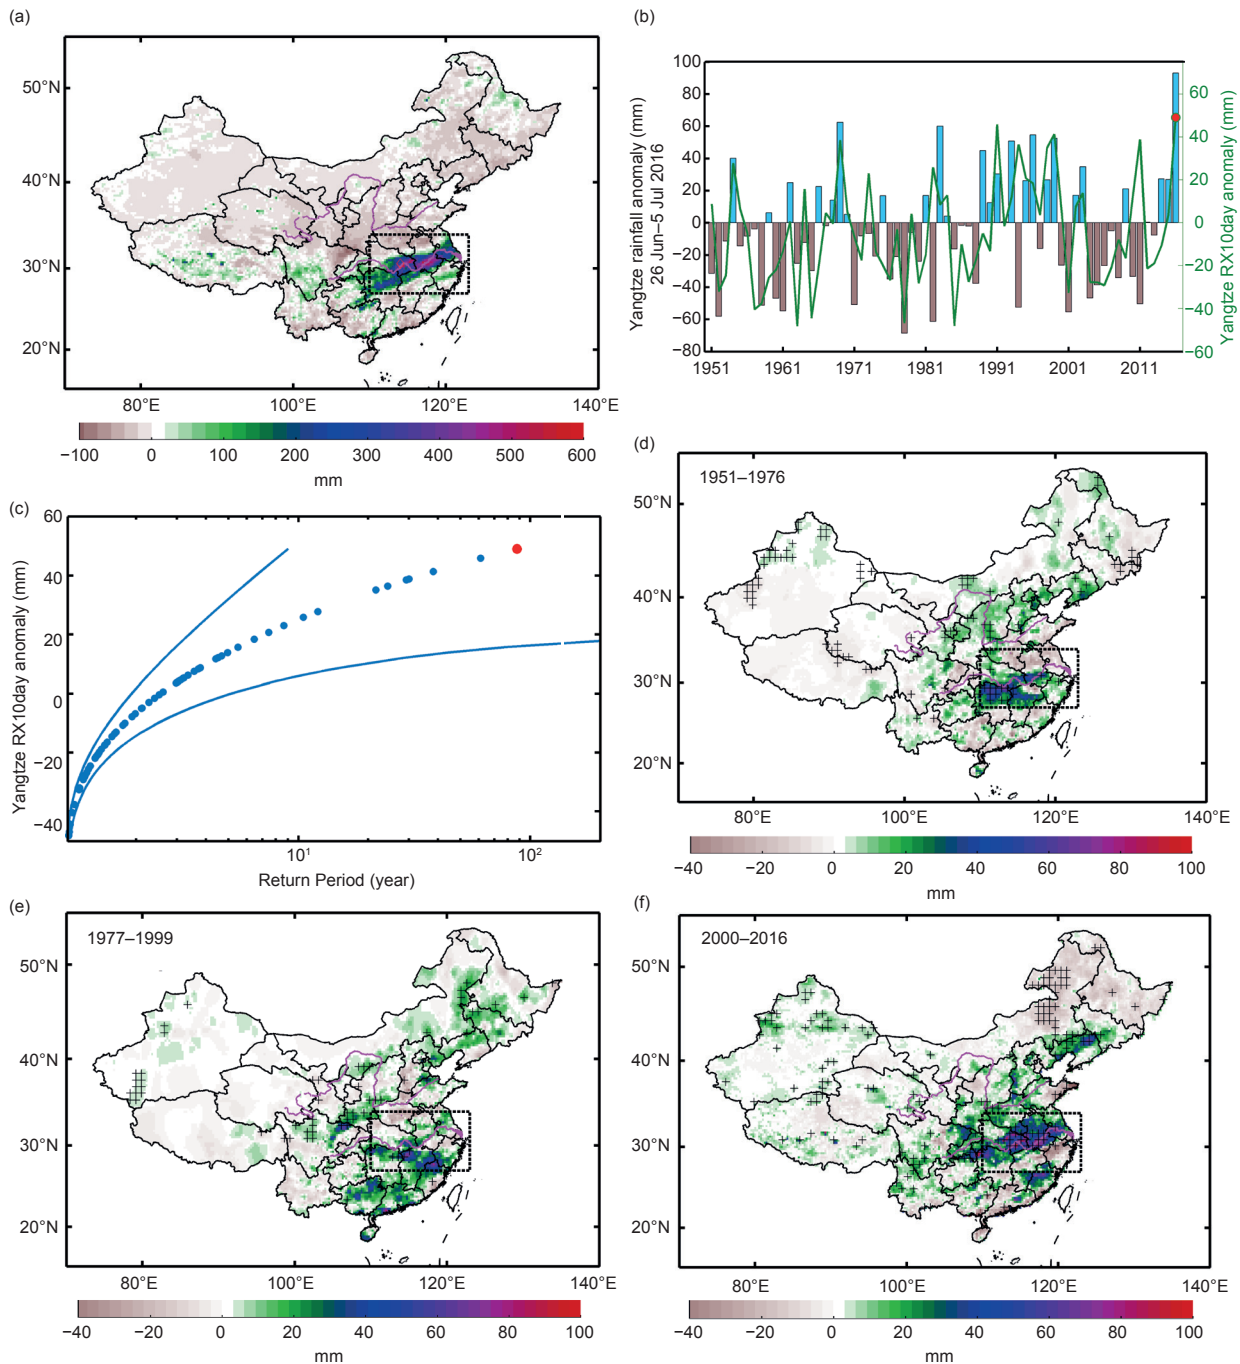 (a)
50°N
40°N
30°N
20°N
80°E 100°E 120°E 140°E
−100 0 100 200 300 400 500 600
mm
(b)
Yangtze rainfall anomaly (mm)
26 Jun–5 Jul 2016
100
80
60
40
20
0
−20
−40
−60
−80
1951 1961 1971 1981 1991 2001 2011
60
40
20
0
−20
−40
−60
Yangtze RX10day anomaly (mm)
(c)
Yangtze RX10day anomaly (mm)
60
40
20
0
−20
−40
10¹ 10²
Return Period (year)
(d)
1951–1976
50°N
40°N
30°N
20°N
80°E 100°E 120°E 140°E
−40 −20 0 20 40 60 80 100
mm
(e)
1977–1999
50°N
40°N
30°N
20°N
80°E 100°E 120°E 140°E
−40 −20 0 20 40 60 80 100
mm
(f)
2000–2016
50°N
40°N
30°N
20°N
80°E 100°E 120°E 140°E
−40 −20 0 20 40 60 80 100
mm